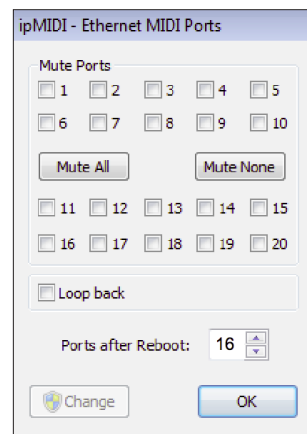 ipMIDI - Ethernet MIDI Ports
Mute Ports
1 2 3 4 5
6 7 8 9 10
Mute All Mute None
11 12 13 14 15
16 17 18 19 20
Loop back
Ports after Reboot: 16
Change OK